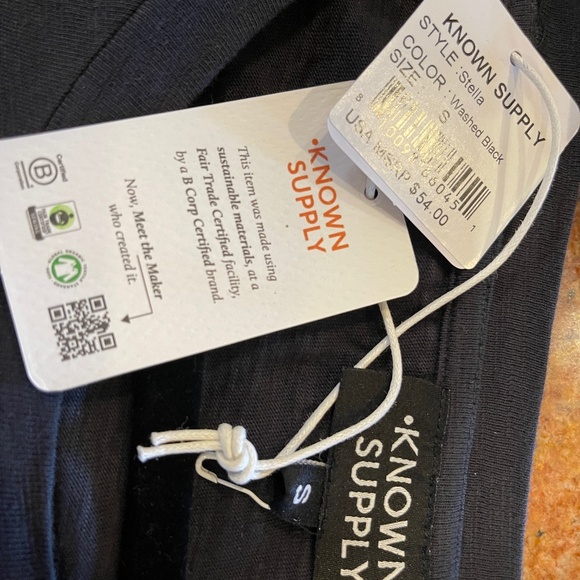 KNOWN SUPPLY
STYLE : Stella
COLOR : Washed Black
SIZE : S
USA MSRP $54.00
•KNOWN
SUPPLY
This item was made using
sustainable materials, at a
Fair Trade Certified facility,
by a B Corp Certified brand.
Certified
B
Corporation
Now, Meet the Maker
who created it.
S
•KNOWN
SUPPLY